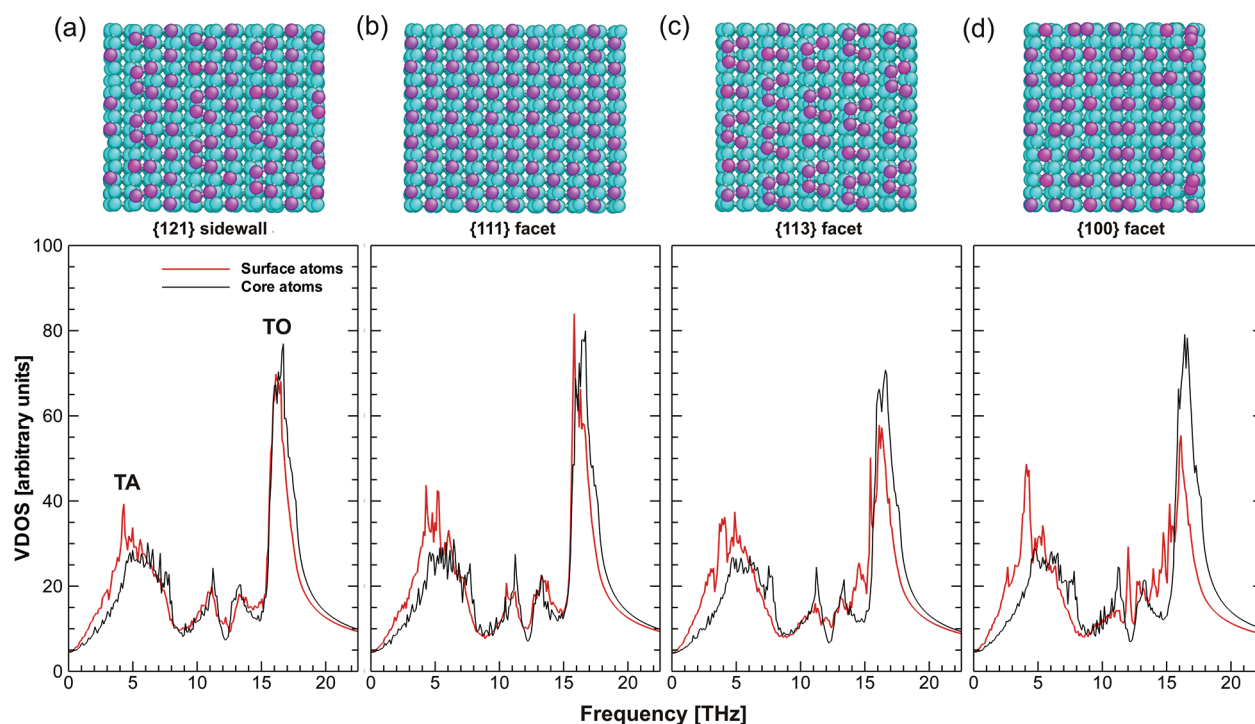 (a) (b) (c) (d)
{121} sidewall {111} facet {113} facet {100} facet
100
80
60
40
20
0
VDOS [arbitrary units]
Surface atoms
Core atoms
TA
TO
0 5 10 15 20 0 5 10 15 20 0 5 10 15 20 0 5 10 15 20
Frequency [THz]